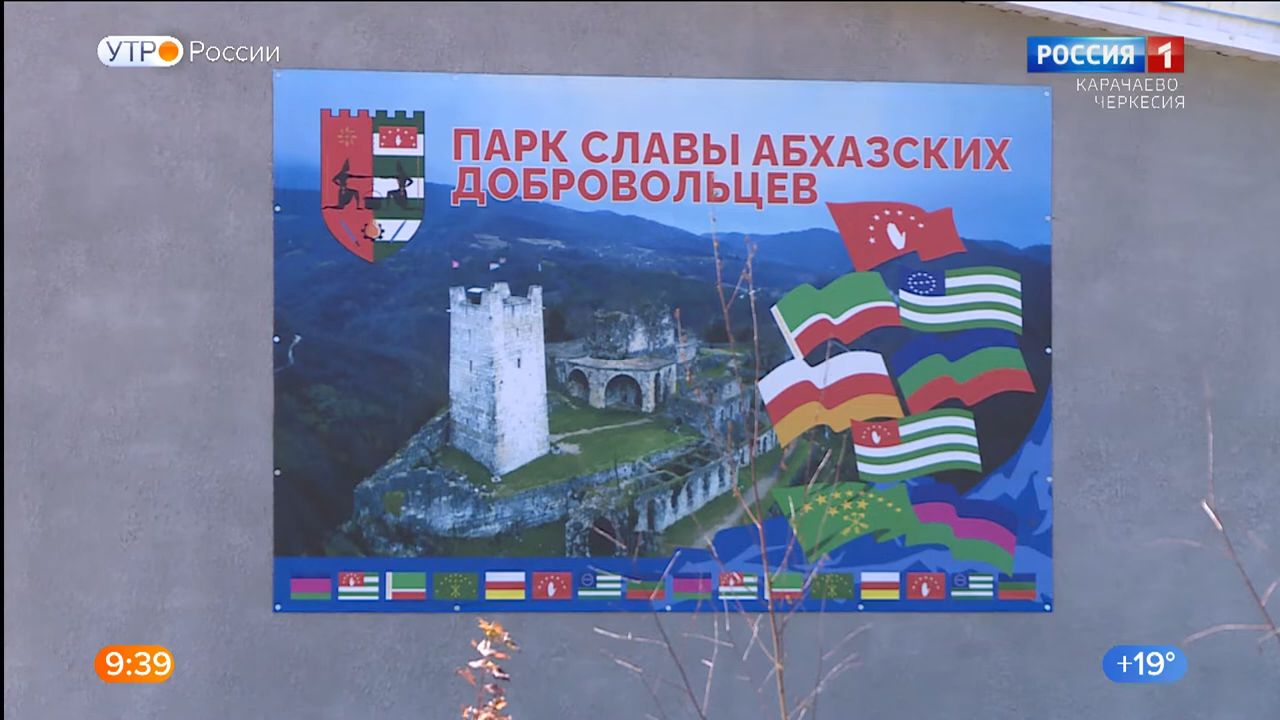 УТРО России
РОССИЯ 1
КАРАЧАЕВО
ЧЕРКЕСИЯ
ПАРК СЛАВЫ АБХАЗСКИХ
ДОБРОВОЛЬЦЕВ
9:39
+19°